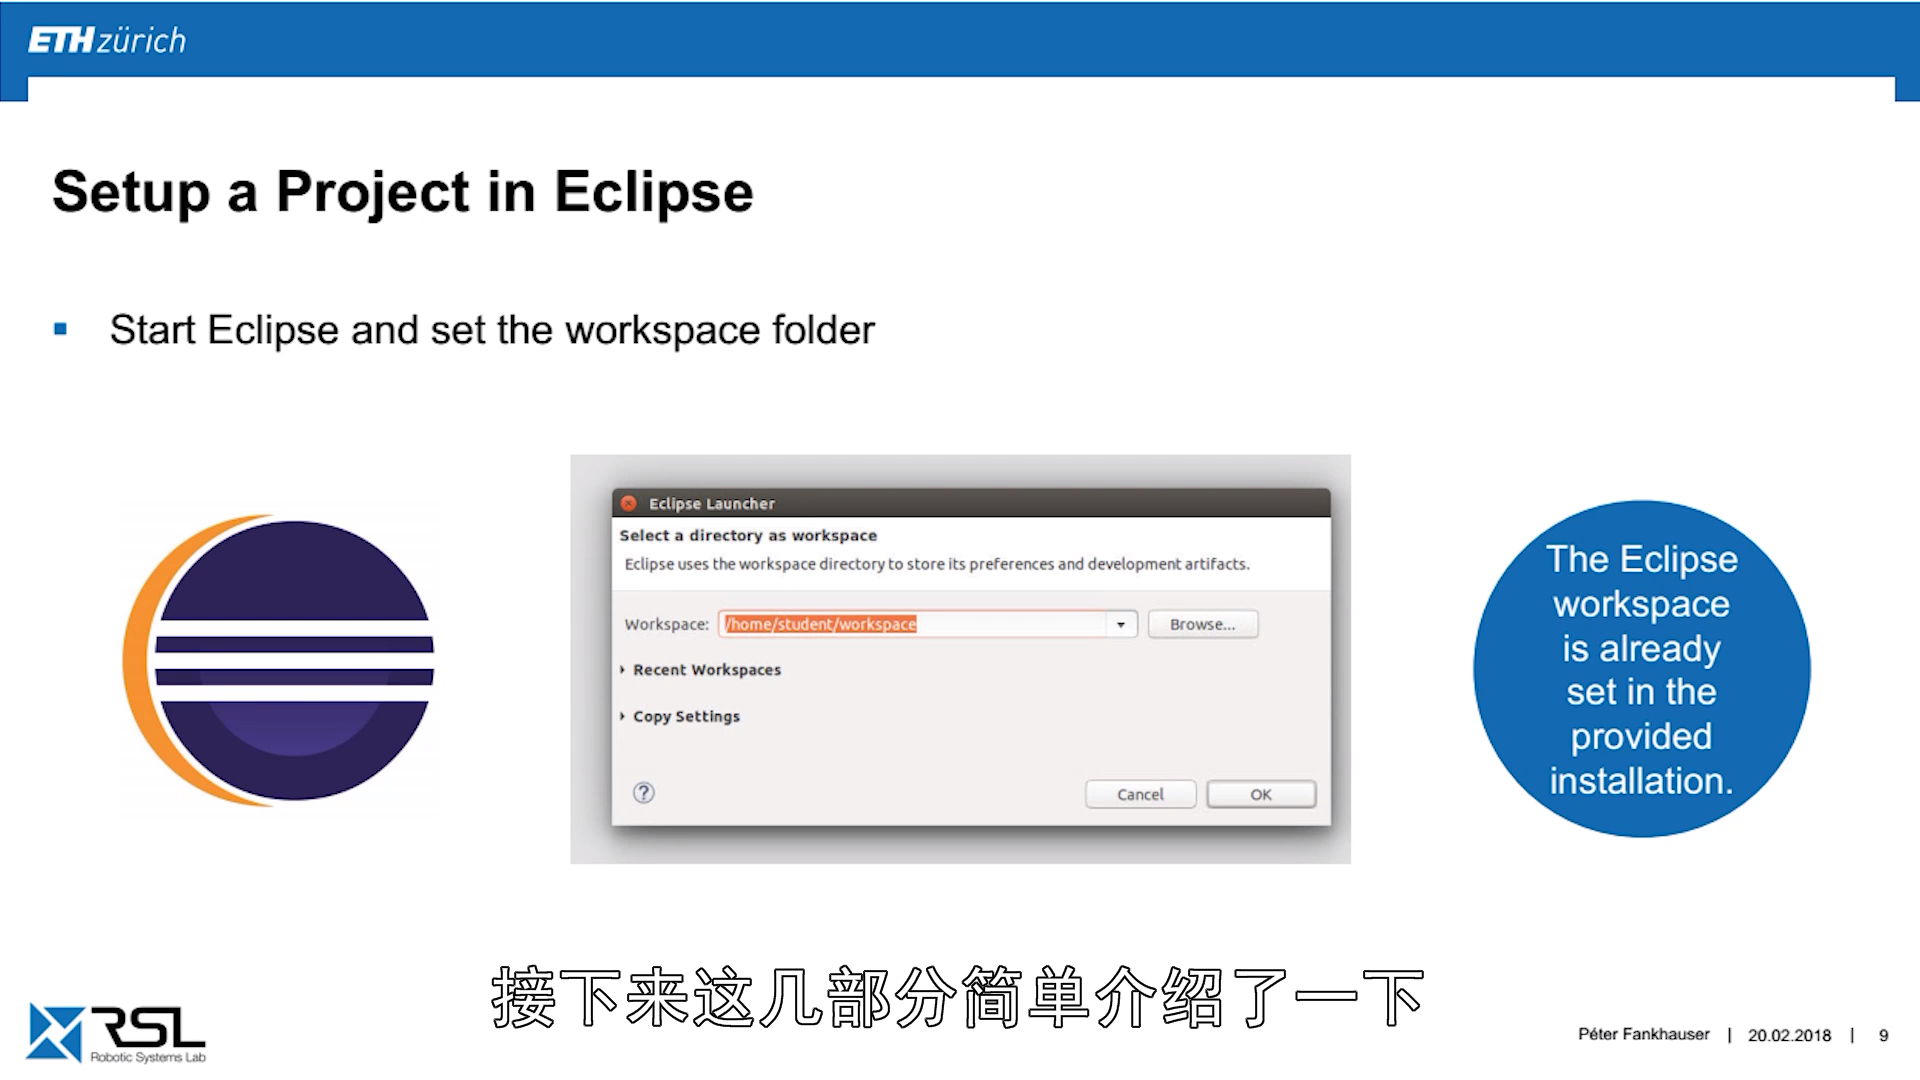 ETH zürich
Setup a Project in Eclipse
Start Eclipse and set the workspace folder
Eclipse Launcher
Select a directory as workspace
Eclipse uses the workspace directory to store its preferences and development artifacts.
Workspace: /home/student/workspace Browse...
Recent Workspaces
Copy Settings
? Cancel OK
The Eclipse
workspace
is already
set in the
provided
installation.
接下来这几部分简单介绍了一下
RSL
Robotic Systems Lab
Péter Fankhauser | 20.02.2018 | 9